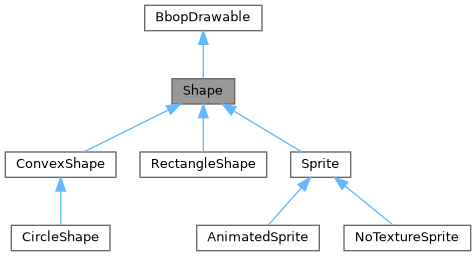 BbopDrawable
Shape
ConvexShape
RectangleShape
Sprite
CircleShape
AnimatedSprite
NoTextureSprite